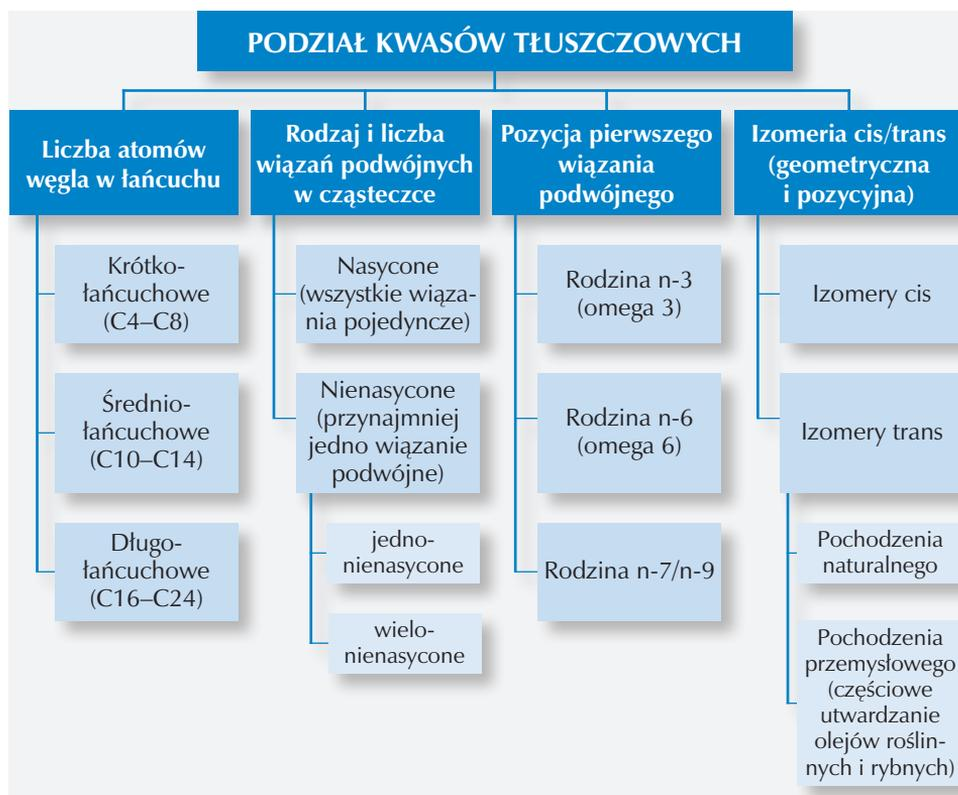 PODZIAŁ KWASÓW TŁUSZCZOWYCH
Liczba atomów
węgla w łańcuchu
Krótko-
łańcuchowe
(C4–C8)
Średnio-
łańcuchowe
(C10–C14)
Długo-
łańcuchowe
(C16–C24)
Rodzaj i liczba
wiązań podwójnych
w cząsteczce
Nasycone
(wszystkie wiąza-
nia pojedyncze)
Nienasycone
(przynajmniej
jedno wiązanie
podwójne)
jedno-
nienasycone
wielo-
nienasycone
Pozycja pierwszego
wiązania
podwójnego
Rodzina n-3
(omega 3)
Rodzina n-6
(omega 6)
Rodzina n-7/n-9
Izomeria cis/trans
(geometryczna
i pozycyjna)
Izomery cis
Izomery trans
Pochodzenia
naturalnego
Pochodzenia
przemysłowego
(częściowe
utwardzanie
olejów roślin-
nych i rybnych)